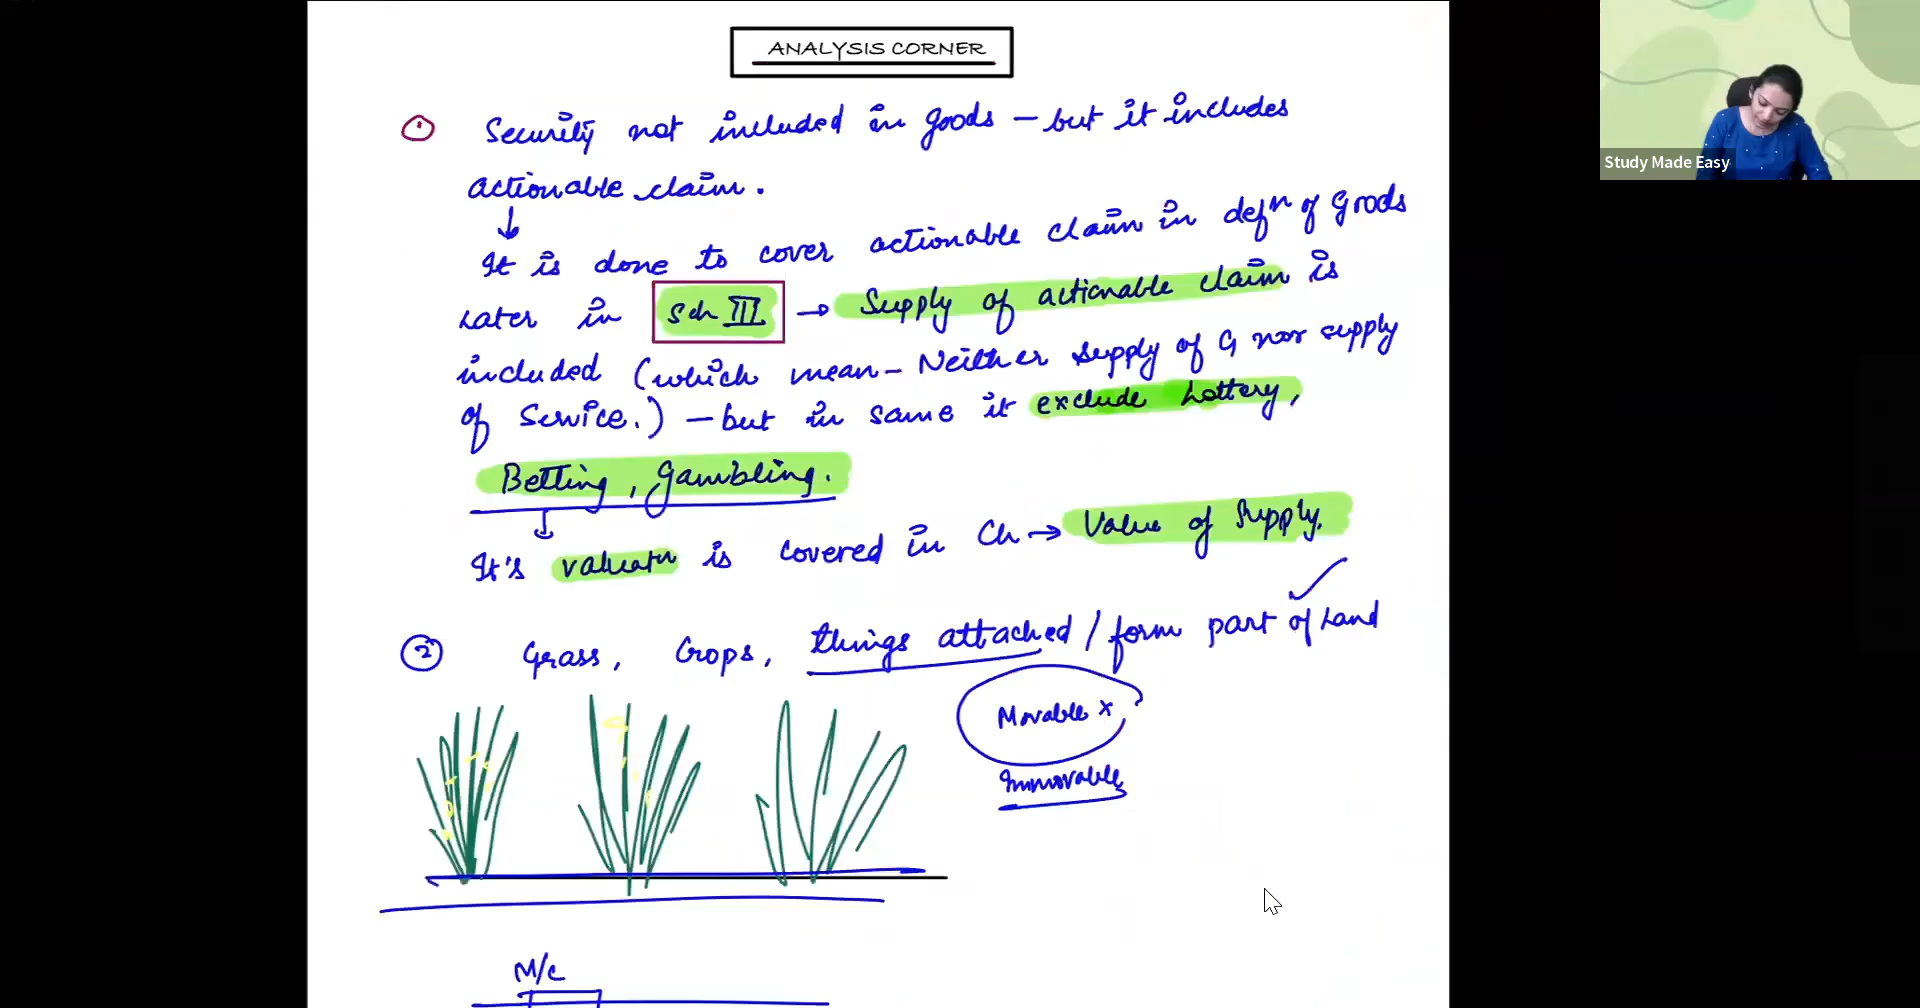 ANALYSIS CORNER
① Security not included in goods – but it includes
actionable claim.
↓
It is done to cover actionable claim in defn of Goods
Later in Sch III → Supply of actionable claim is
included (which mean – Neither supply of G nor supply
of Service.) – but in same it exclude Lottery,
Betting, Gambling.
↓
It's valuatn is covered in Ch → Value of Supply.
② Grass, Crops, things attached / form part of Land
Movable x
Immovable
M/C
Study Made Easy